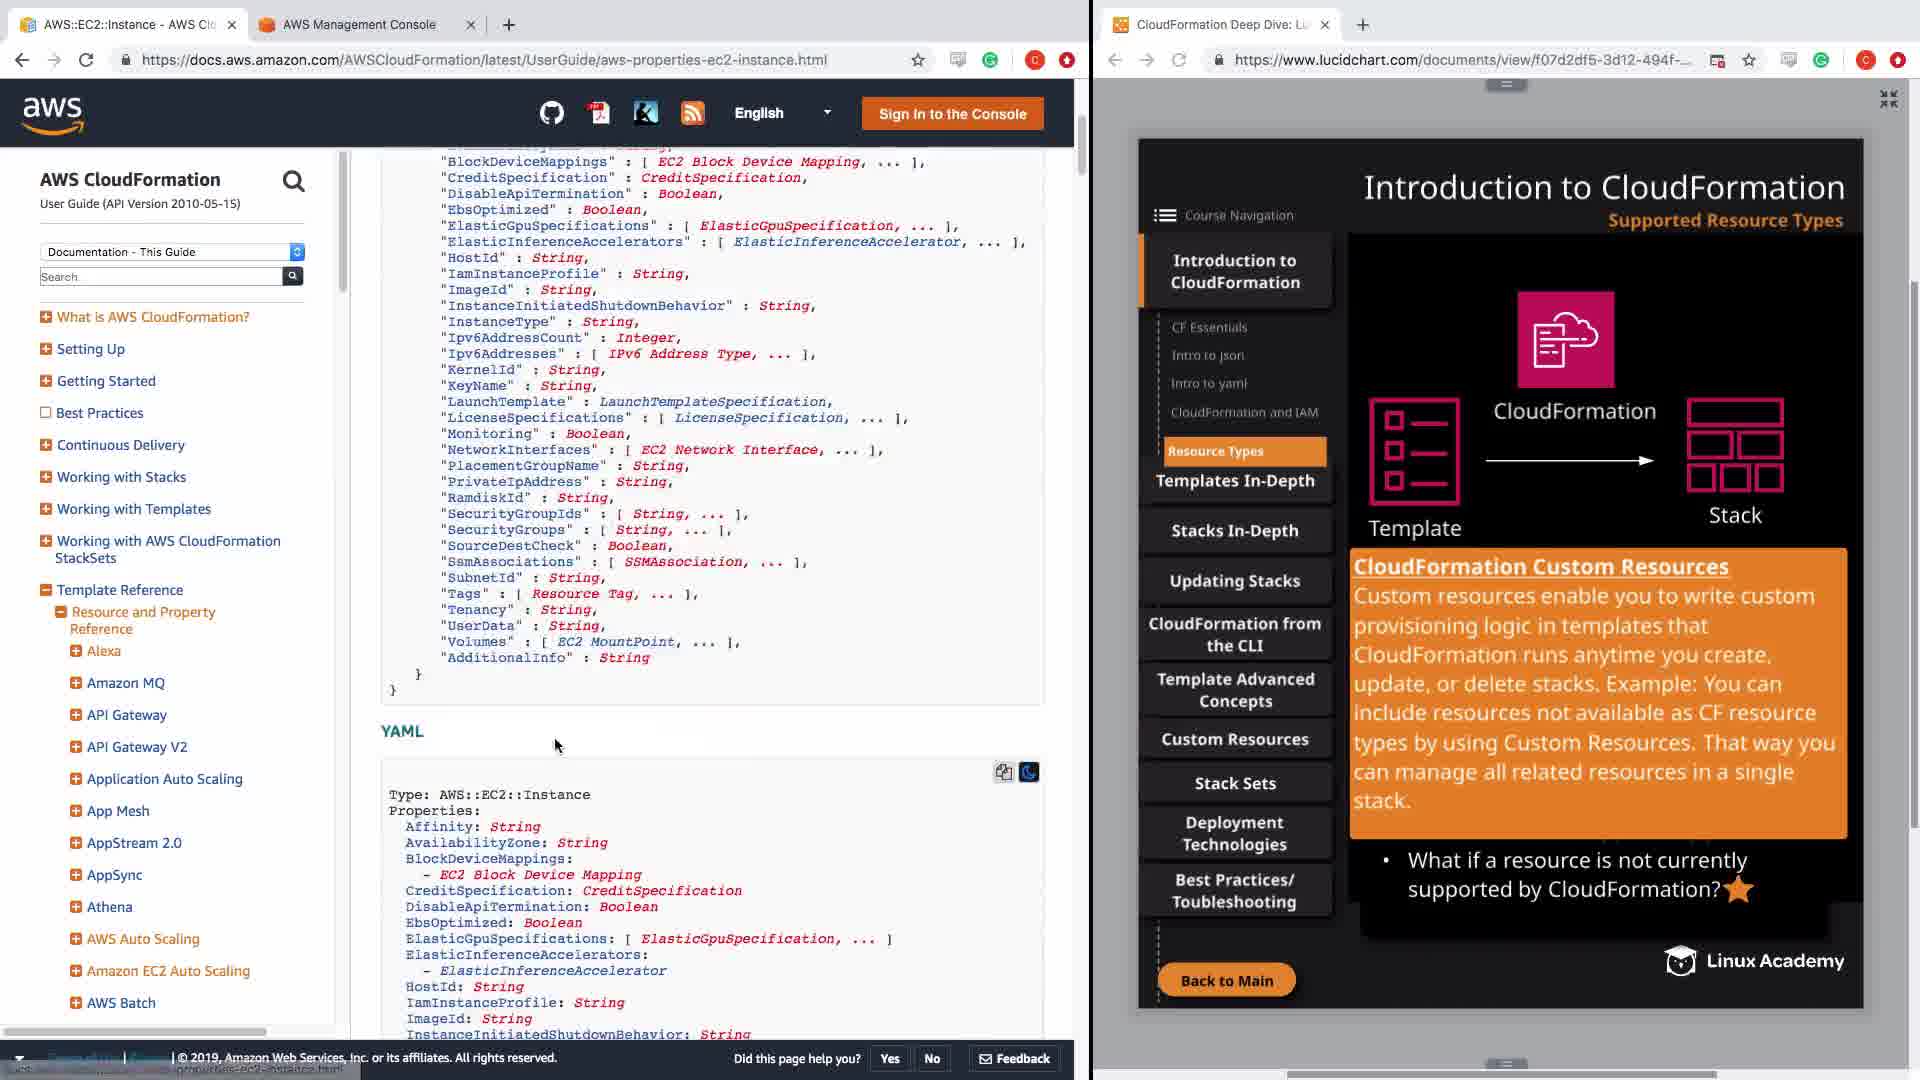 AWS::EC2::Instance - AWS Clo
AWS Management Console
https://docs.aws.amazon.com/AWSCloudFormation/latest/UserGuide/aws-properties-ec2-instance.html
aws
English
Sign In to the Console
AWS CloudFormation
User Guide (API Version 2010-05-15)
Documentation - This Guide
Search
What is AWS CloudFormation?
Setting Up
Getting Started
Best Practices
Continuous Delivery
Working with Stacks
Working with Templates
Working with AWS CloudFormation
StackSets
Template Reference
Resource and Property
Reference
Alexa
Amazon MQ
API Gateway
API Gateway V2
Application Auto Scaling
App Mesh
AppStream 2.0
AppSync
Athena
AWS Auto Scaling
Amazon EC2 Auto Scaling
AWS Batch
"BlockDeviceMappings" : [ EC2 Block Device Mapping, ... ],
"CreditSpecification" : CreditSpecification,
"DisableApiTermination" : Boolean,
"EbsOptimized" : Boolean,
"ElasticGpuSpecifications" : [ ElasticGpuSpecification, ... ],
"ElasticInferenceAccelerators" : [ ElasticInferenceAccelerator, ... ],
"HostId" : String,
"IamInstanceProfile" : String,
"ImageId" : String,
"InstanceInitiatedShutdownBehavior" : String,
"InstanceType" : String,
"Ipv6AddressCount" : Integer,
"Ipv6Addresses" : [ IPv6 Address Type, ... ],
"KernelId" : String,
"KeyName" : String,
"LaunchTemplate" : LaunchTemplateSpecification,
"LicenseSpecifications" : [ LicenseSpecification, ... ],
"Monitoring" : Boolean,
"NetworkInterfaces" : [ EC2 Network Interface, ... ],
"PlacementGroupName" : String,
"PrivateIpAddress" : String,
"RamdiskId" : String,
"SecurityGroupIds" : [ String, ... ],
"SecurityGroups" : [ String, ... ],
"SourceDestCheck" : Boolean,
"SsmAssociations" : [ SSMAssociation, ... ],
"SubnetId" : String,
"Tags" : [ Resource Tag, ... ],
"Tenancy" : String,
"UserData" : String,
"Volumes" : [ EC2 MountPoint, ... ],
"AdditionalInfo" : String
}
}
YAML
Type: AWS::EC2::Instance
Properties:
Affinity: String
AvailabilityZone: String
BlockDeviceMappings:
- EC2 Block Device Mapping
CreditSpecification: CreditSpecification
DisableApiTermination: Boolean
EbsOptimized: Boolean
ElasticGpuSpecifications: [ ElasticGpuSpecification, ... ]
ElasticInferenceAccelerators:
- ElasticInferenceAccelerator
HostId: String
IamInstanceProfile: String
ImageId: String
InstanceInitiatedShutdownBehavior: String
| © 2019, Amazon Web Services, Inc. or its affiliates. All rights reserved.
Did this page help you?
Yes
No
Feedback
CloudFormation Deep Dive: Lu
https://www.lucidchart.com/documents/view/f07d2df5-3d12-494f-...
Introduction to CloudFormation
Supported Resource Types
Course Navigation
Introduction to
CloudFormation
CF Essentials
Intro to json
Intro to yaml
CloudFormation and IAM
Resource Types
Templates In-Depth
Stacks In-Depth
Updating Stacks
CloudFormation from
the CLI
Template Advanced
Concepts
Custom Resources
Stack Sets
Deployment
Technologies
Best Practices/
Toubleshooting
Back to Main
CloudFormation
Template
Stack
CloudFormation Custom Resources
Custom resources enable you to write custom
provisioning logic in templates that
CloudFormation runs anytime you create,
update, or delete stacks. Example: You can
include resources not available as CF resource
types by using Custom Resources. That way you
can manage all related resources in a single
stack.
• What if a resource is not currently
supported by CloudFormation?
Linux Academy